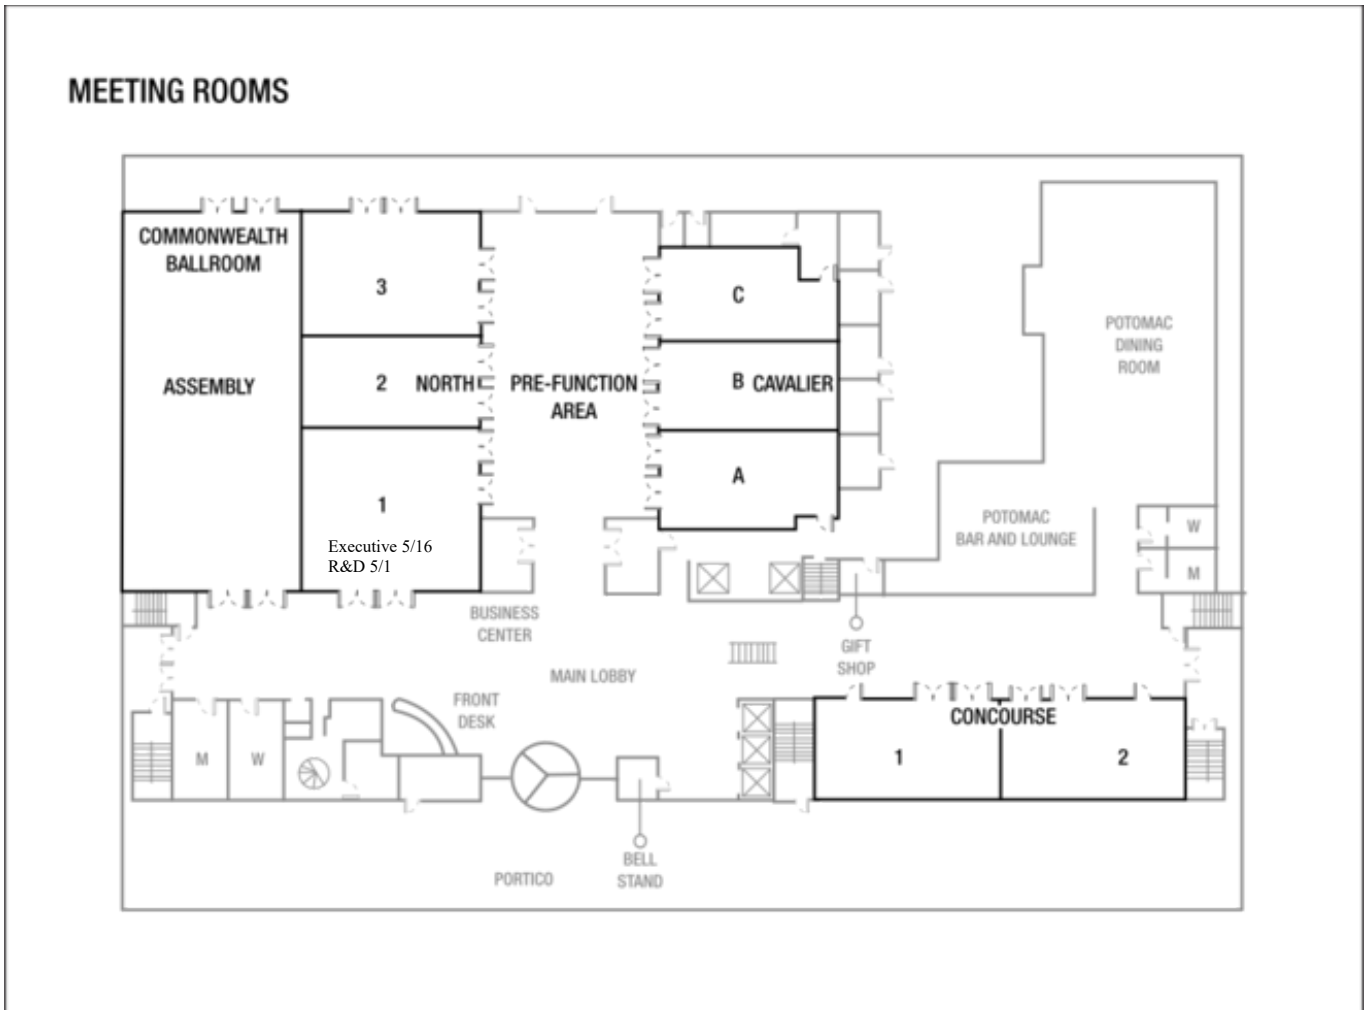 MEETING ROOMS
COMMONWEALTH
BALLROOM
ASSEMBLY
3
2
NORTH
1
Executive 5/16
R&D 5/1
PRE-FUNCTION
AREA
C
B
CAVALIER
A
POTOMAC
DINING
ROOM
POTOMAC
BAR AND LOUNGE
W
M
BUSINESS
CENTER
MAIN LOBBY
GIFT
SHOP
FRONT
DESK
M
W
CONCOURSE
1
2
BELL
STAND
PORTICO